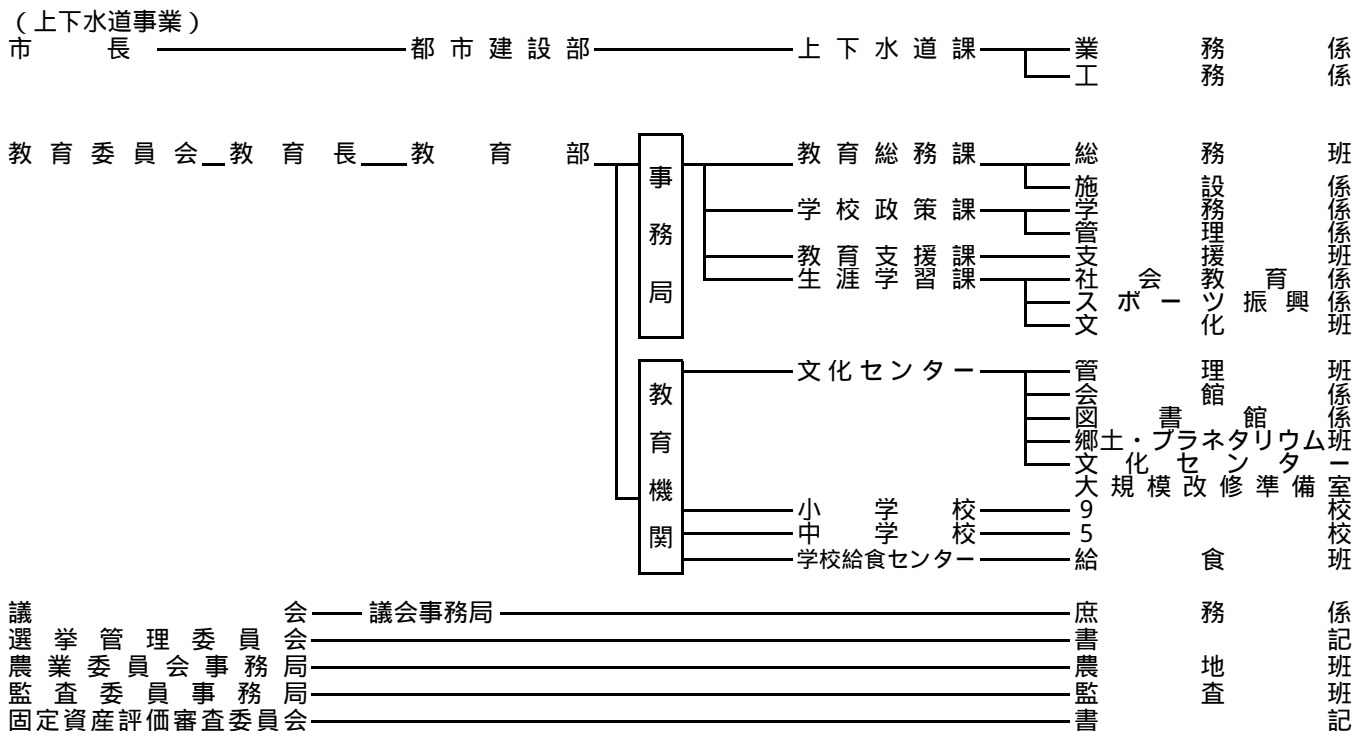 （上下水道事業）
市長 都市建設部 上下水道課 業務係
工務係
教育委員会 教育長 教育部 事務局 教育総務課 総務班
施設係
学校政策課 学務係
管理係
教育支援課 支援班
生涯学習課 社会教育係
スポーツ振興係
文化班
教育機関 文化センター 管理班
会館係
図書館係
郷土・プラネタリウム班
文化センター
大規模改修準備室
小学校 9校
中学校 5校
学校給食センター 給食班
議会 議会事務局 庶務係
選挙管理委員会 書記
農業委員会事務局 農地班
監査委員事務局 監査班
固定資産評価審査委員会 書記